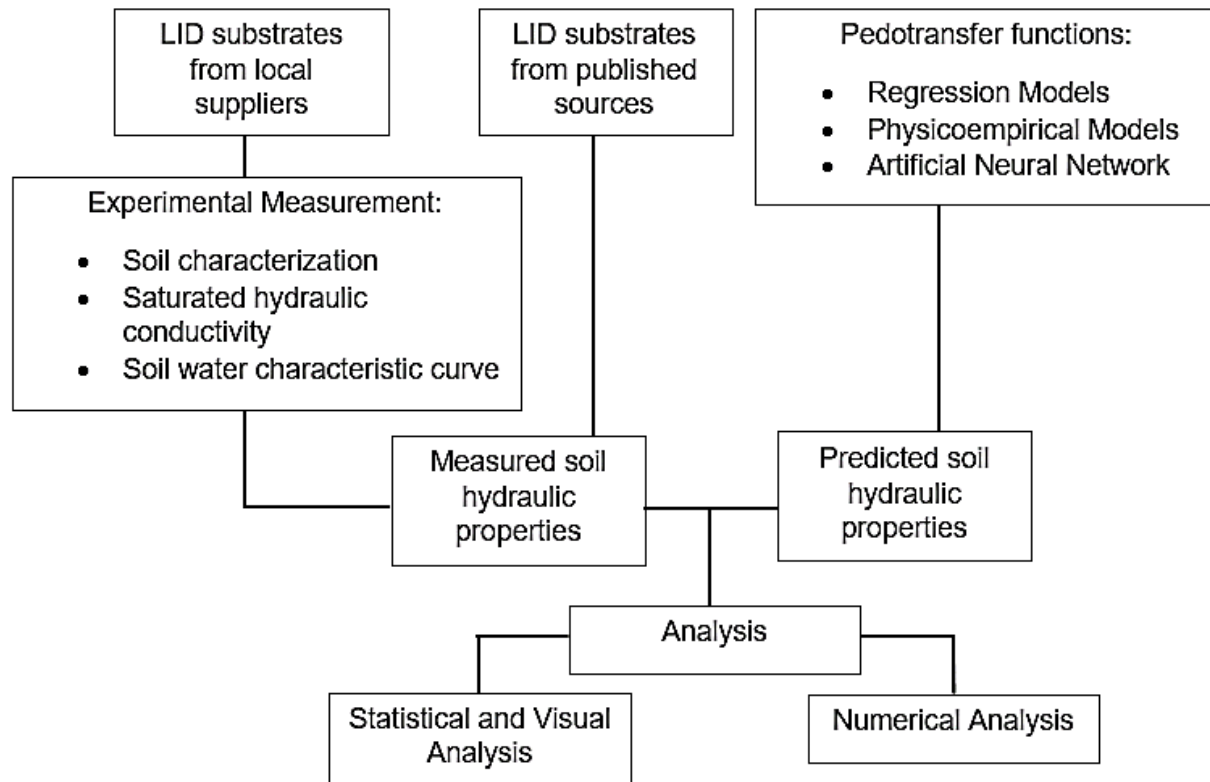 LID substrates
from local
suppliers
LID substrates
from published
sources
Pedotransfer functions:
• Regression Models
• Physicoempirical Models
• Artificial Neural Network
Experimental Measurement:
• Soil characterization
• Saturated hydraulic
conductivity
• Soil water characteristic curve
Measured soil
hydraulic
properties
Predicted soil
hydraulic
properties
Analysis
Statistical and Visual
Analysis
Numerical Analysis